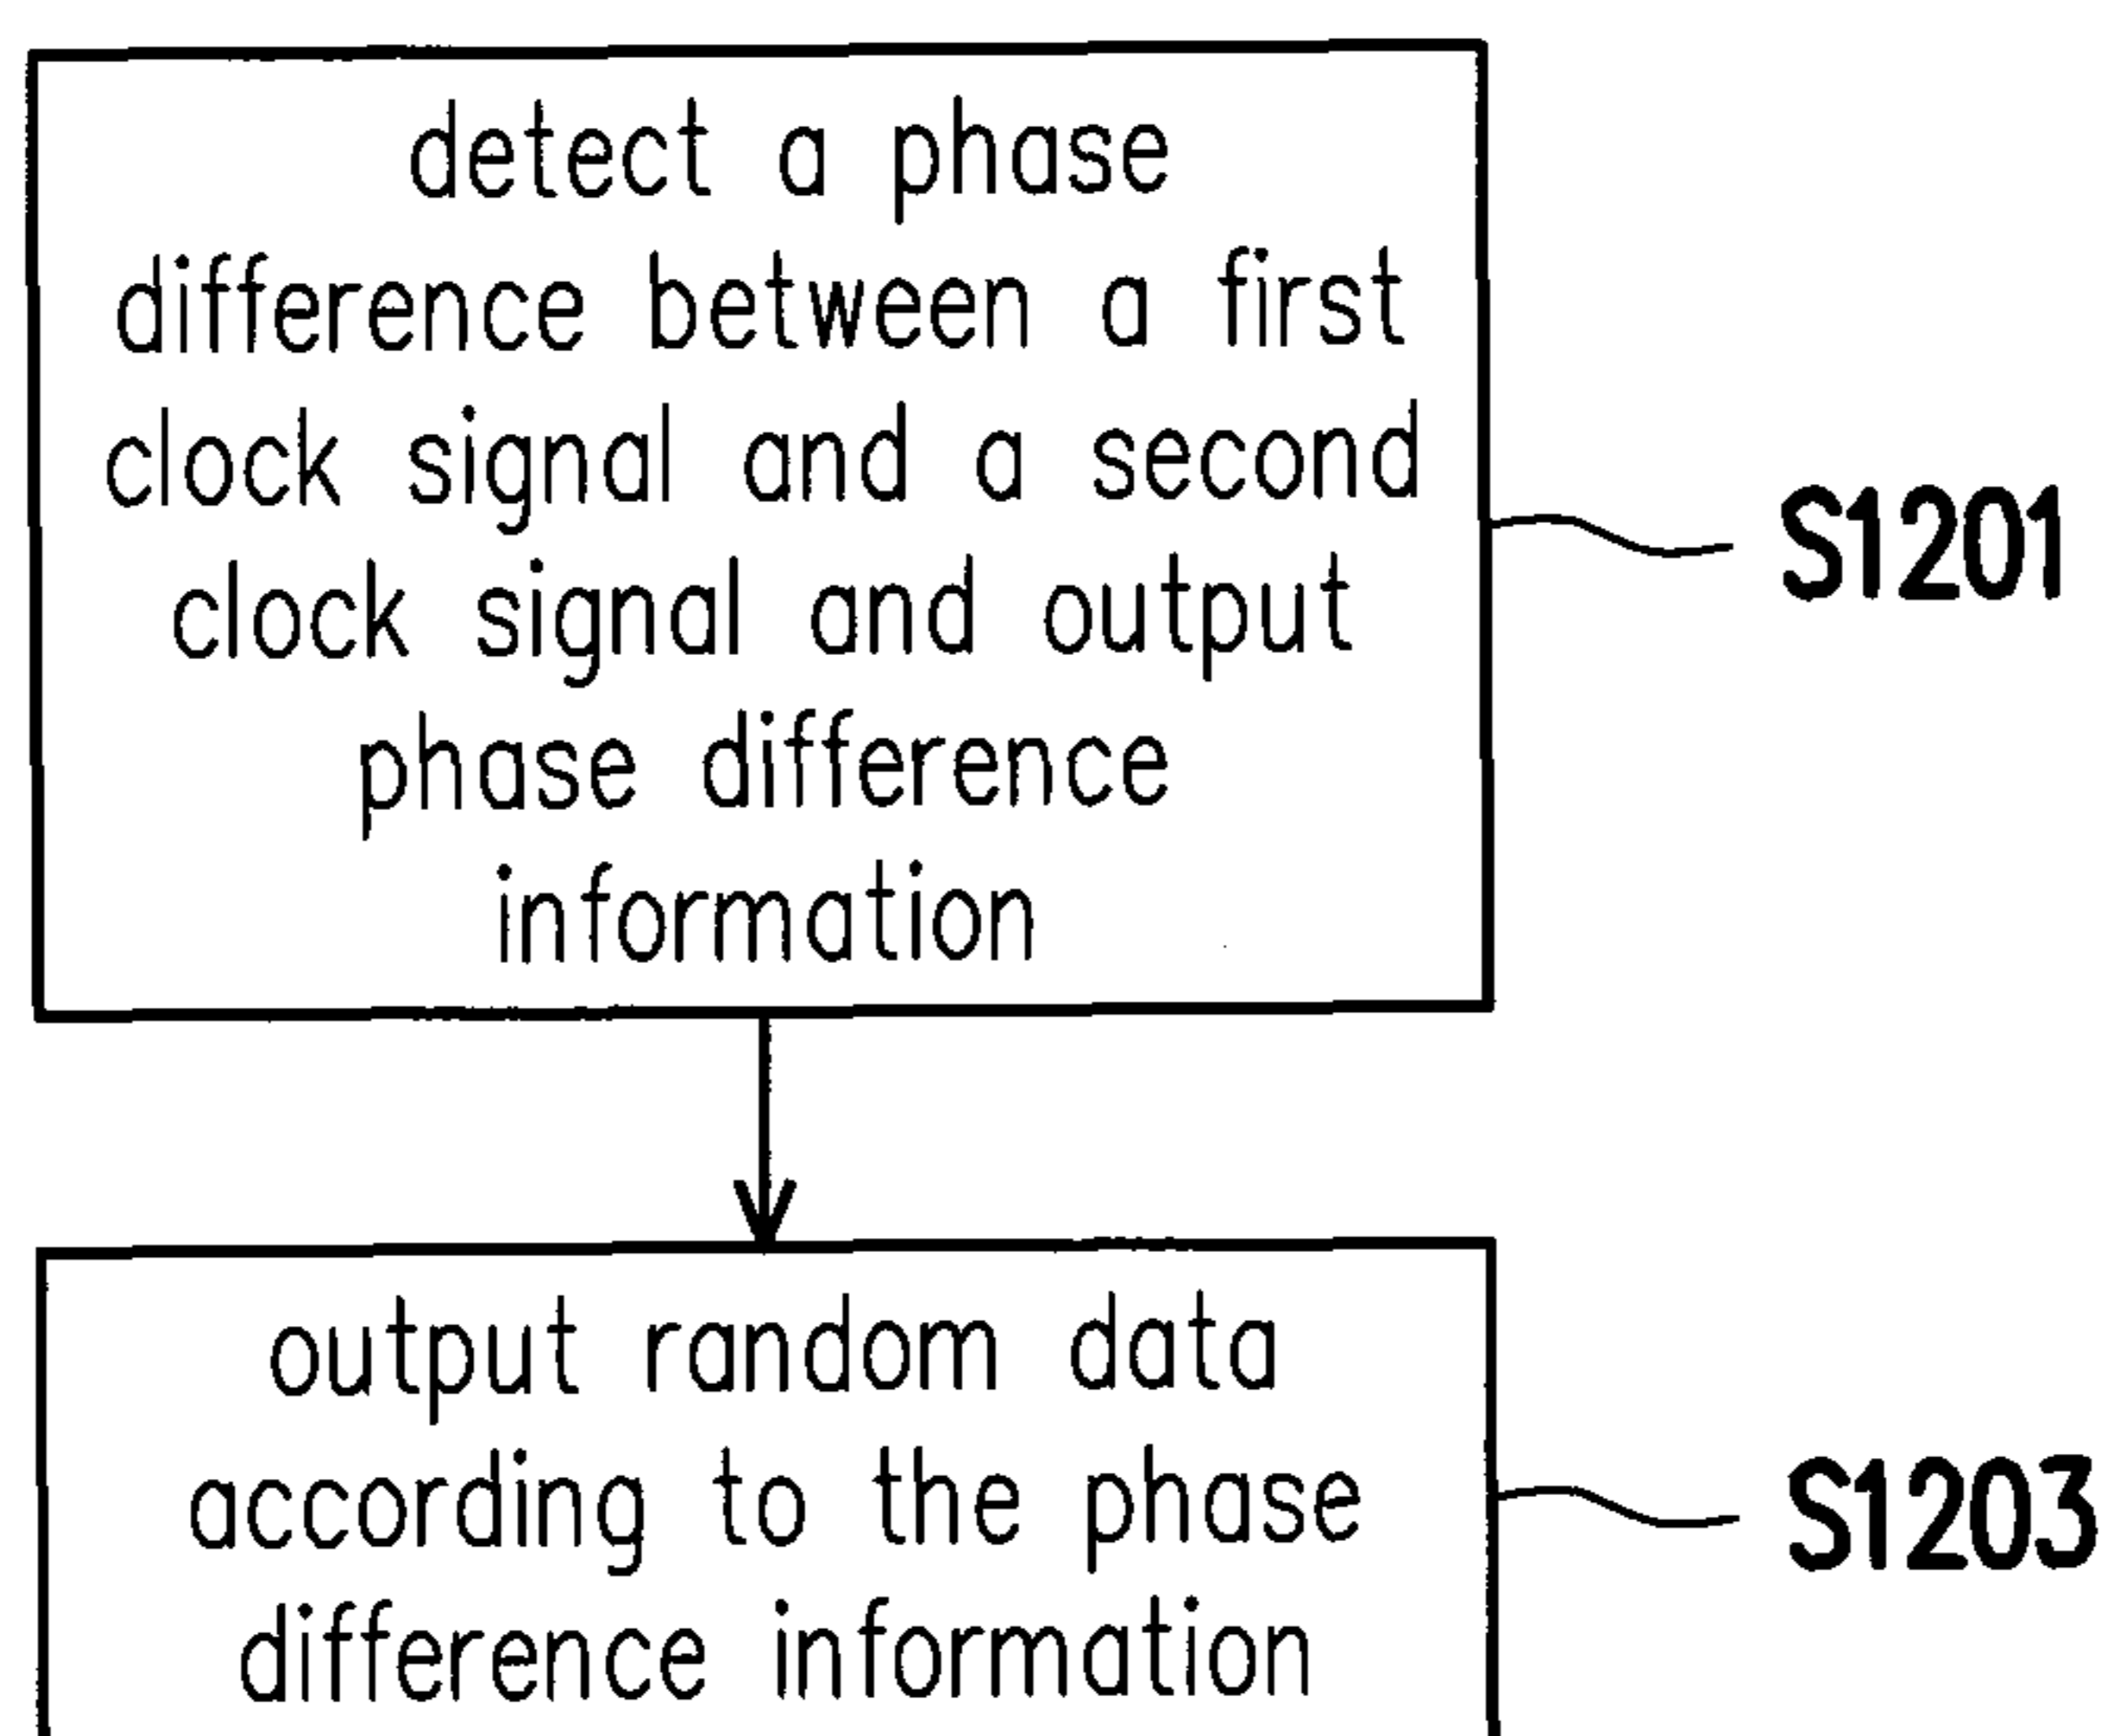 detect a phase
difference between a first
clock signal and a second
clock signal and output
phase difference
information
S1201
output random data
according to the phase
difference information
S1203